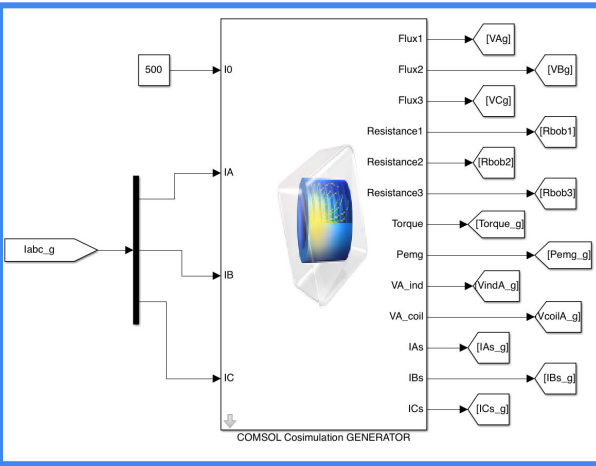 Iabc_g
500
I0
IA
IB
IC
Flux1
[VAg]
Flux2
[VBg]
Flux3
[VCg]
Resistance1
[Rbob1]
Resistance2
[Rbob2]
Resistance3
[Rbob3]
Torque
[Torque_g]
Pemg
[Pemg_g]
VA_ind
VindA_g]
VA_coil
VcoilA_g]
IAs
[IAs_g]
IBs
[IBs_g]
ICs
[ICs_g]
COMSOL Cosimulation GENERATOR